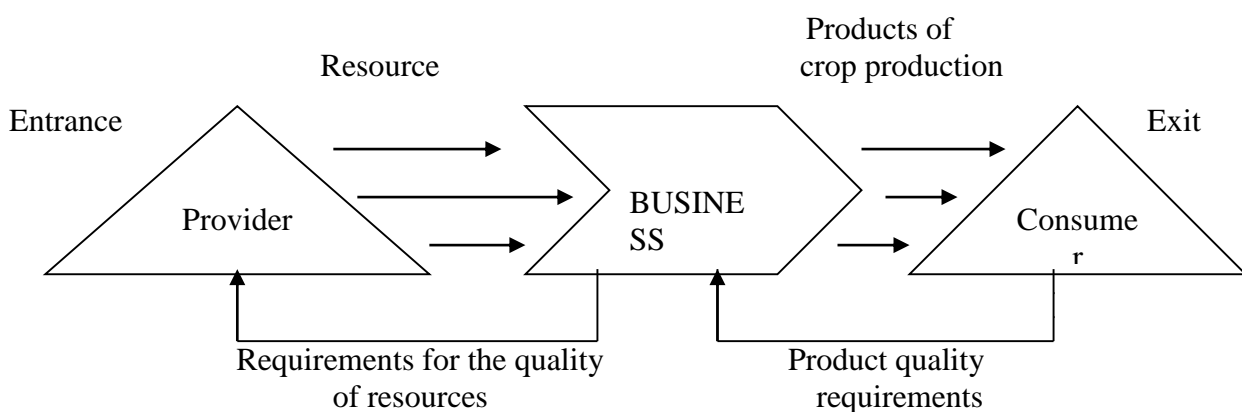 Products of
crop production
Resource
Entrance
Exit
Provider
BUSINE
SS
Consume
r
Requirements for the quality
of resources
Product quality
requirements